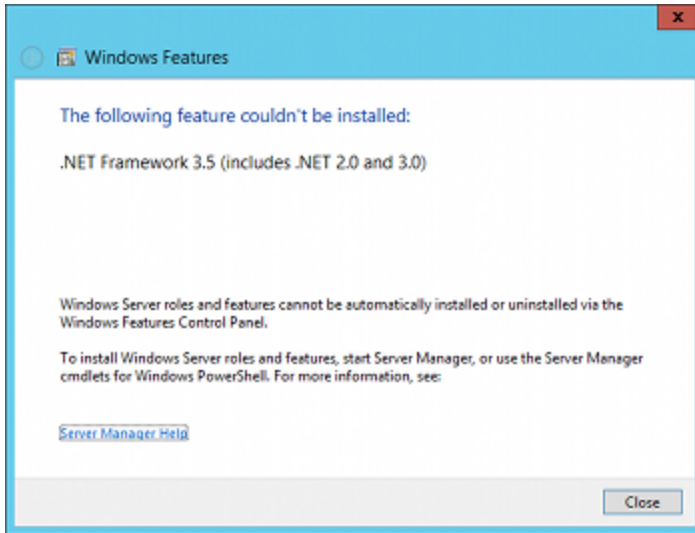 x
Windows Features
The following feature couldn't be installed:
.NET Framework 3.5 (includes .NET 2.0 and 3.0)
Windows Server roles and features cannot be automatically installed or uninstalled via the
Windows Features Control Panel.
To install Windows Server roles and features, start Server Manager, or use the Server Manager
cmdlets for Windows PowerShell. For more information, see:
Server Manager Help
Close